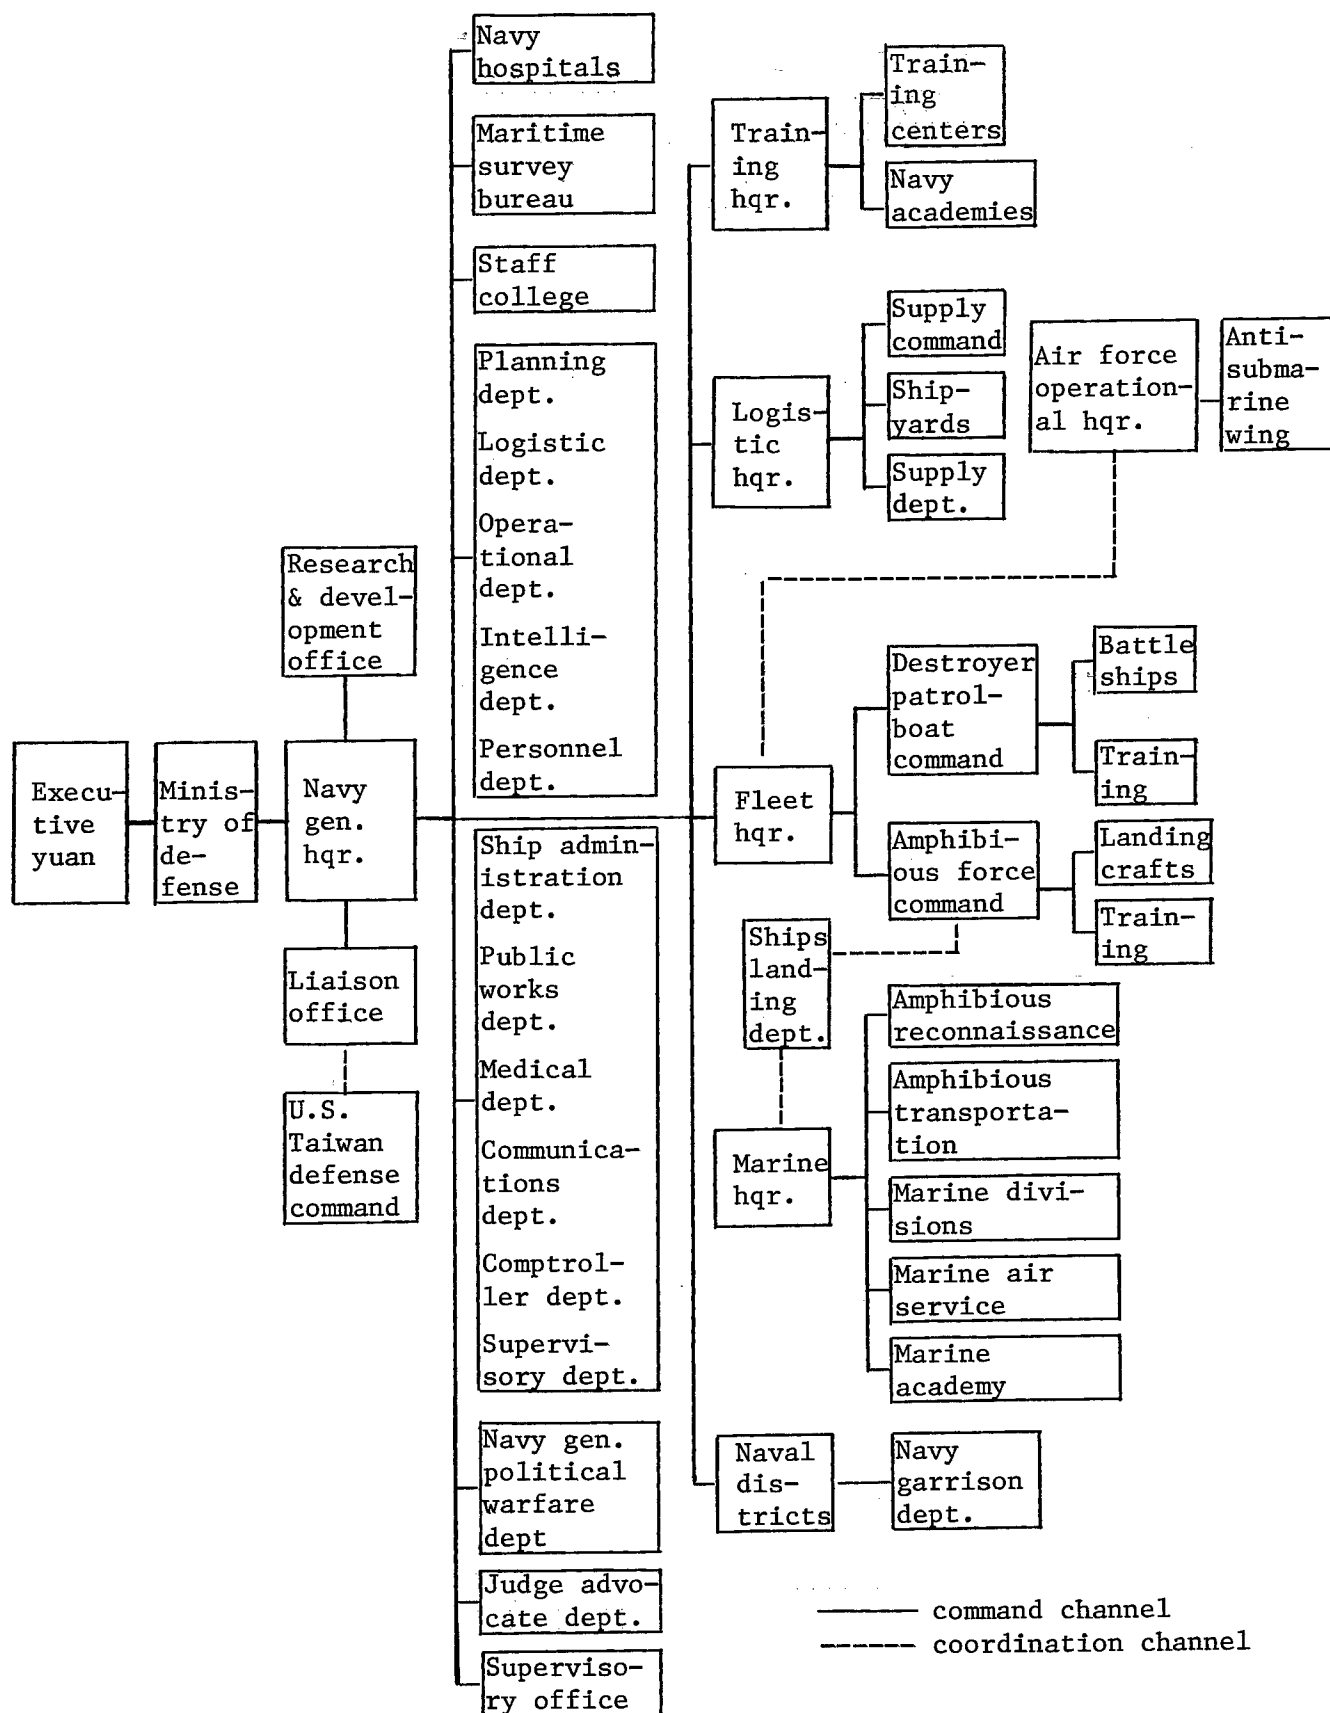 Execu-
tive
yuan
Minis-
try of
de-
fense
Research
& devel-
opment
office
Navy
gen.
hqr.
Liaison
office
U.S.
Taiwan
defense
command
Navy
hospitals
Maritime
survey
bureau
Staff
college
Planning
dept.
Logistic
dept.
Opera-
tional
dept.
Intelli-
gence
dept.
Personnel
dept.
Ship admin-
istration
dept.
Public
works
dept.
Medical
dept.
Communica-
tions
dept.
Comptrol-
ler dept.
Supervi-
sory dept.
Navy gen.
political
warfare
dept
Judge advo-
cate dept.
Superviso-
ry office
Train-
ing
hqr.
Train-
ing
centers
Navy
academies
Logis-
tic
hqr.
Supply
command
Ship-
yards
Supply
dept.
Air force
operation-
al hqr.
Anti-
subma-
rine
wing
Fleet
hqr.
Destroyer
patrol-
boat
command
Battle
ships
Train-
ing
Amphibi-
ous force
command
Landing
crafts
Train-
ing
Ships
land-
ing
dept.
Marine
hqr.
Amphibious
reconnaissance
Amphibious
transporta-
tion
Marine divi-
sions
Marine air
service
Marine
academy
Naval
dis-
tricts
Navy
garrison
dept.
command channel
coordination channel